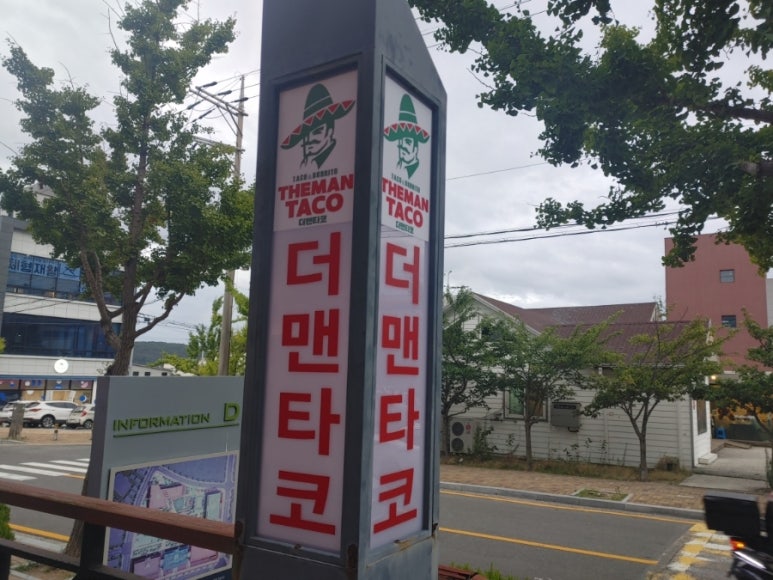 TACO & BURRITO
THEMAN
TACO
더맨타코
더
맨
타
코
TACO & BURRITO
THEMAN
TACO
더맨타코
더
맨
타
코
INFORMATION D